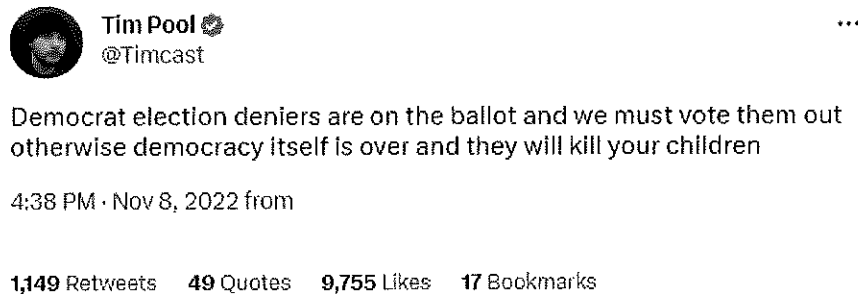 Tim Pool
@Timcast
Democrat election deniers are on the ballot and we must vote them out
otherwise democracy itself is over and they will kill your children
4:38 PM · Nov 8, 2022 from
1,149 Retweets 49 Quotes 9,755 Likes 17 Bookmarks